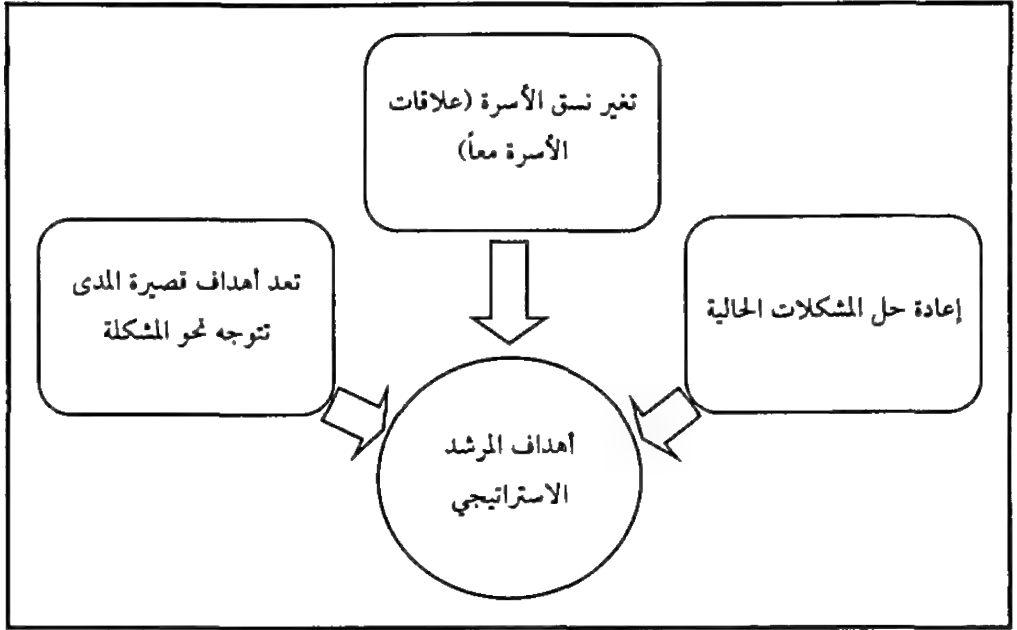 تغير نسق الأسرة (علاقات
الأسرة معاً)
إعادة حل المشكلات الحالية
تعد أهداف قصيرة المدى
تتوجه نحو المشكلة
أهداف المرشد
الاستراتيجي